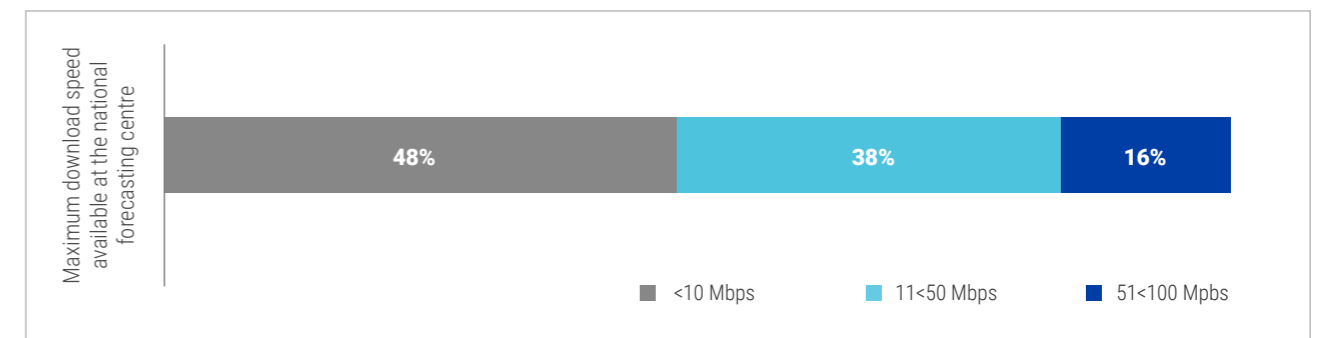 Maximum download speed
available at the national
forecasting centre
48%
38%
16%
<10 Mbps
11<50 Mbps
51<100 Mpbs